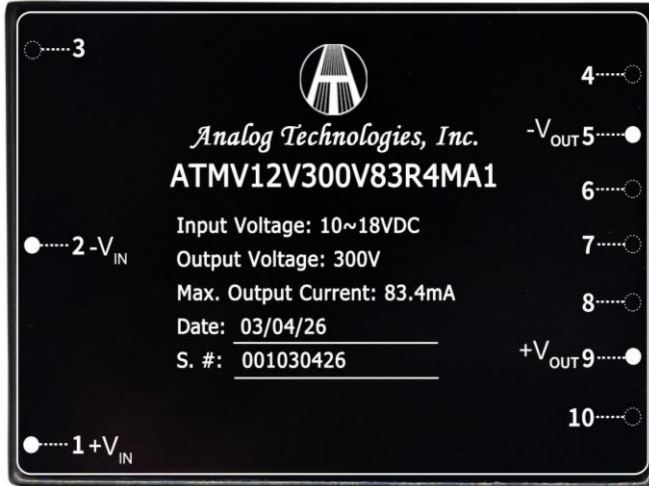 3
4
Analog Technologies, Inc.
-VOUT 5
ATMV12V300V83R4MA1
6
Input Voltage: 10~18VDC
2 -VIN
7
Output Voltage: 300V
Max. Output Current: 83.4mA
8
Date: 03/04/26
+VOUT 9
S. #: 001030426
10
1 +VIN